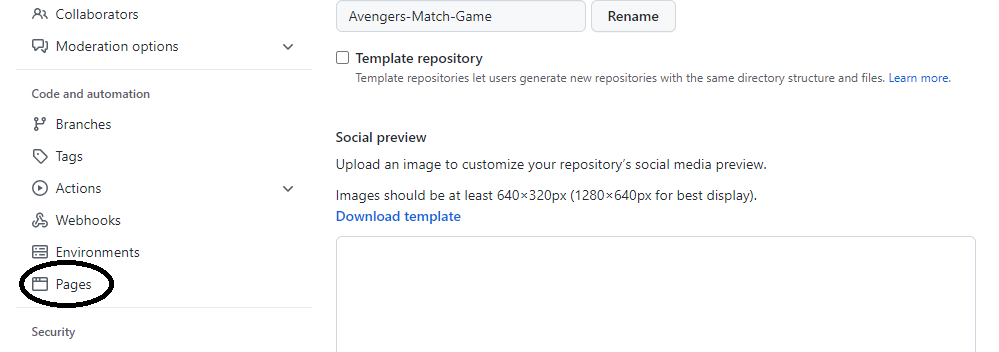 Collaborators
Moderation options
Code and automation
Branches
Tags
Actions
Webhooks
Environments
Pages
Security
Avengers-Match-Game
Rename
Template repository
Template repositories let users generate new repositories with the same directory structure and files. Learn more.
Social preview
Upload an image to customize your repository’s social media preview.
Images should be at least 640×320px (1280×640px for best display).
Download template